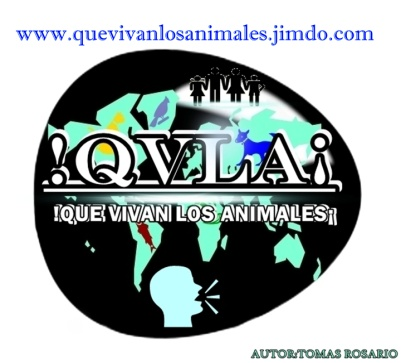 www.quevivanlosanimales.jimdo.com
!QVLA¡
!QUE VIVAN LOS ANIMALES¡
AUTOR:TOMAS ROSARIO